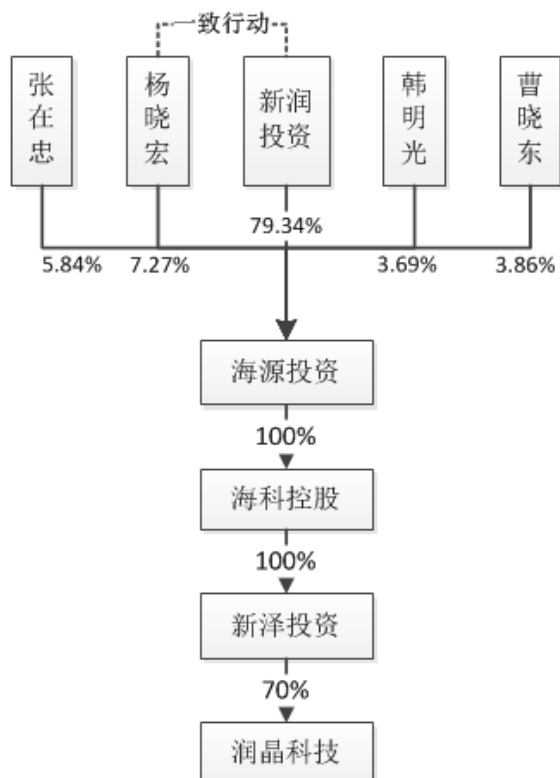 一致行动
张在忠
杨晓宏
新润
投资
韩明光
曹晓东
79.34%
5.84%
7.27%
3.69%
3.86%
海源投资
100%
海科控股
100%
新泽投资
70%
润晶科技